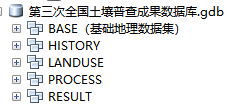 第三次全国土壤普查成果数据库.gdb
BASE（基础地理数据集）
HISTORY
LANDUSE
PROCESS
RESULT